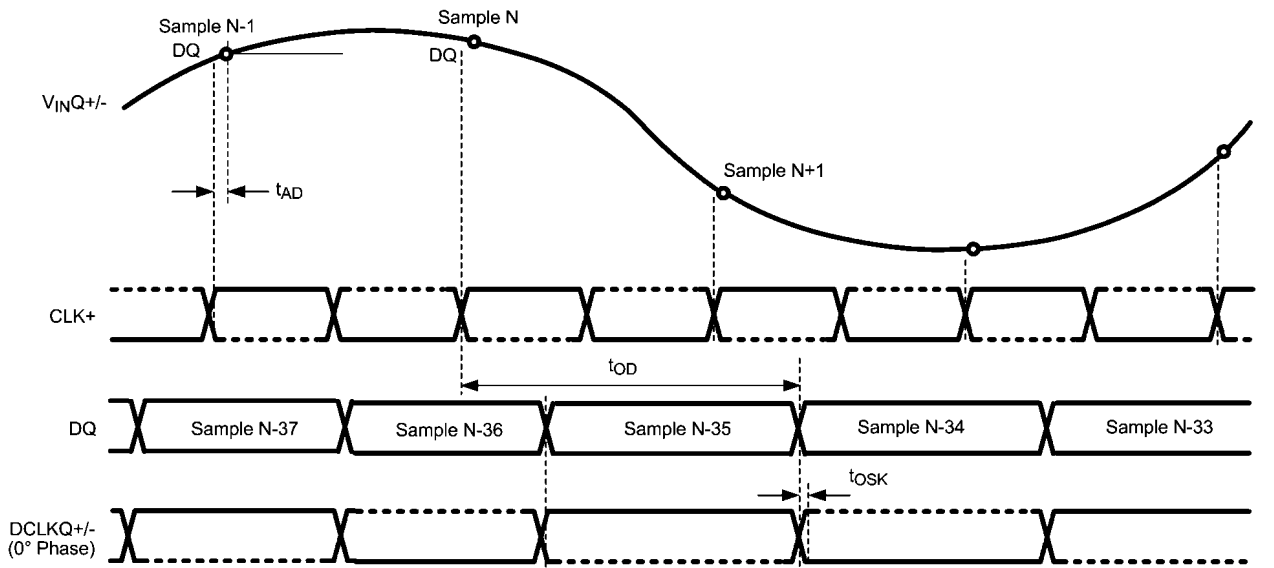 Sample N-1
DQ
Sample N
DQ
VINQ+/-
Sample N+1
tAD
CLK+
tOD
DQ
Sample N-37
Sample N-36
Sample N-35
Sample N-34
Sample N-33
tOSK
DCLKQ+/-
(0° Phase)